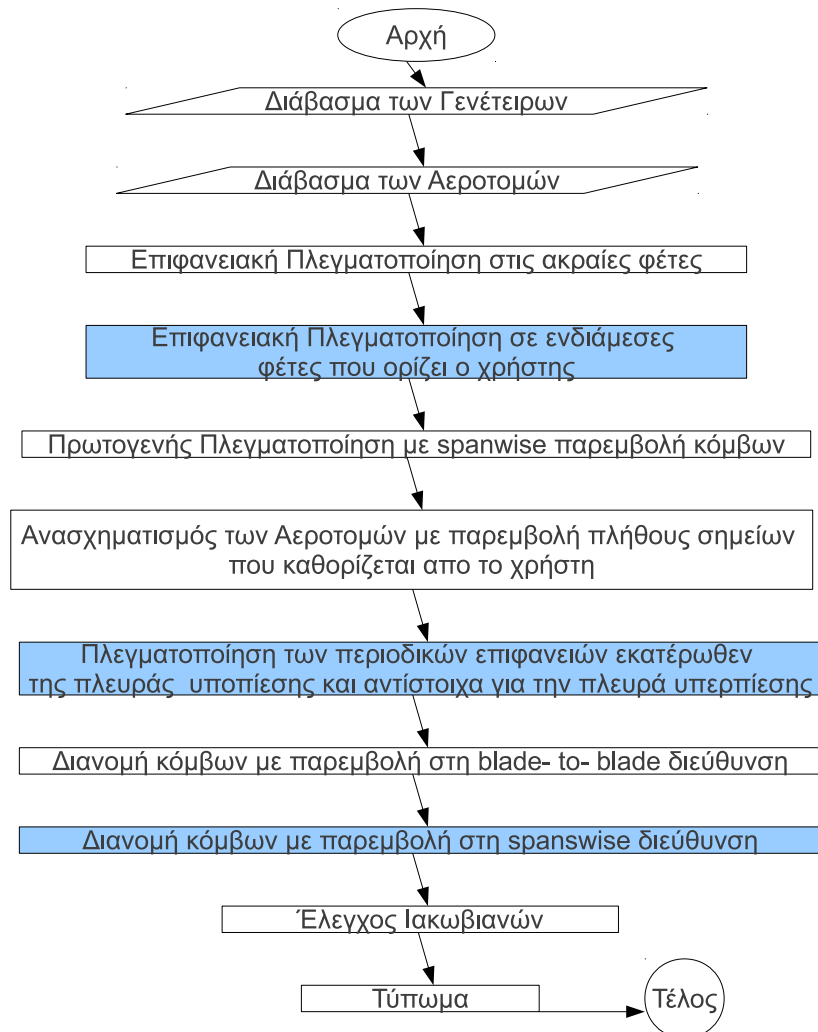 Αρχή
Διάβασμα των Γενέτειρων
Διάβασμα των Αεροτομών
Επιφανειακή Πλεγματοποίηση στις ακραίες φέτες
Επιφανειακή Πλεγματοποίηση σε ενδιάμεσες
φέτες που ορίζει ο χρήστης
Πρωτογενής Πλεγματοποίηση με spanwise παρεμβολή κόμβων
Ανασχηματισμός των Αεροτομών με παρεμβολή πλήθους σημείων
που καθορίζεται απο το χρήστη
Πλεγματοποίηση των περιοδικών επιφανειών εκατέρωθεν
της πλευράς υποπίεσης και αντίστοιχα για την πλευρά υπερπίεσης
Διανομή κόμβων με παρεμβολή στη blade- to- blade διεύθυνση
Διανομή κόμβων με παρεμβολή στη spanswise διεύθυνση
Έλεγχος Ιακωβιανών
Τύπωμα
Τέλος